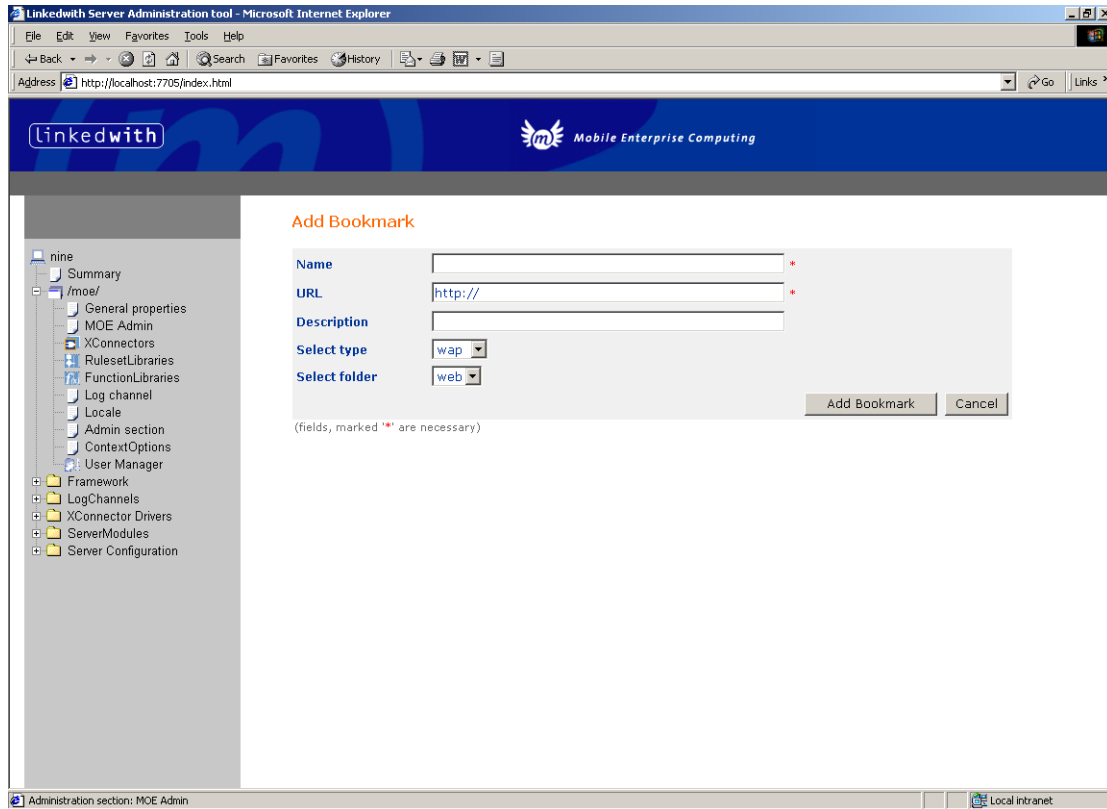 Linkedwith Server Administration tool - Microsoft Internet Explorer
File Edit View Favorites Tools Help
Back Search Favorites History
Address http://localhost:7705/index.html Go Links
linkedwith
m Mobile Enterprise Computing
nine
Summary
/moe/
General properties
MOE Admin
XConnectors
RulesetLibraries
FunctionLibraries
Log channel
Locale
Admin section
ContextOptions
User Manager
Framework
LogChannels
XConnector Drivers
ServerModules
Server Configuration
Add Bookmark
Name *
URL http:// *
Description
Select type wap
Select folder web
Add Bookmark Cancel
(fields, marked '*' are necessary)
Administration section: MOE Admin Local intranet